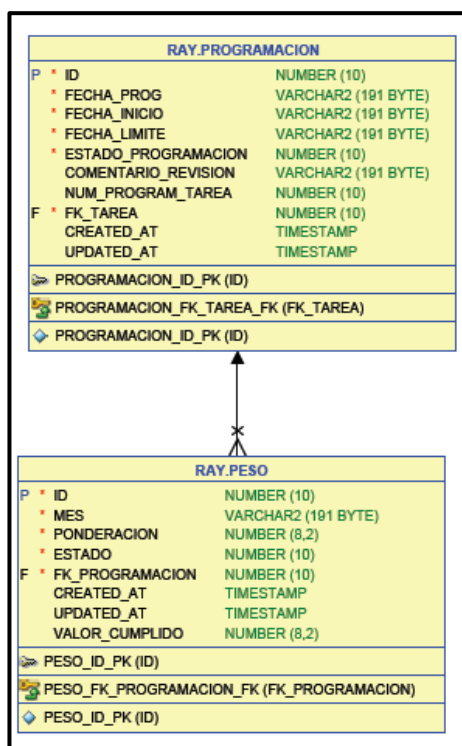 RAY.PROGRAMACION
P * ID NUMBER (10)
* FECHA_PROG VARCHAR2 (191 BYTE)
* FECHA_INICIO VARCHAR2 (191 BYTE)
* FECHA_LIMITE VARCHAR2 (191 BYTE)
* ESTADO_PROGRAMACION NUMBER (10)
COMENTARIO_REVISION VARCHAR2 (191 BYTE)
NUM_PROGRAM_TAREA NUMBER (10)
F * FK_TAREA NUMBER (10)
CREATED_AT TIMESTAMP
UPDATED_AT TIMESTAMP
PROGRAMACION_ID_PK (ID)
PROGRAMACION_FK_TAREA_FK (FK_TAREA)
PROGRAMACION_ID_PK (ID)
RAY.PESO
P * ID NUMBER (10)
* MES VARCHAR2 (191 BYTE)
* PONDERACION NUMBER (8,2)
* ESTADO NUMBER (10)
F * FK_PROGRAMACION NUMBER (10)
CREATED_AT TIMESTAMP
UPDATED_AT TIMESTAMP
VALOR_CUMPLIDO NUMBER (8,2)
PESO_ID_PK (ID)
PESO_FK_PROGRAMACION_FK (FK_PROGRAMACION)
PESO_ID_PK (ID)